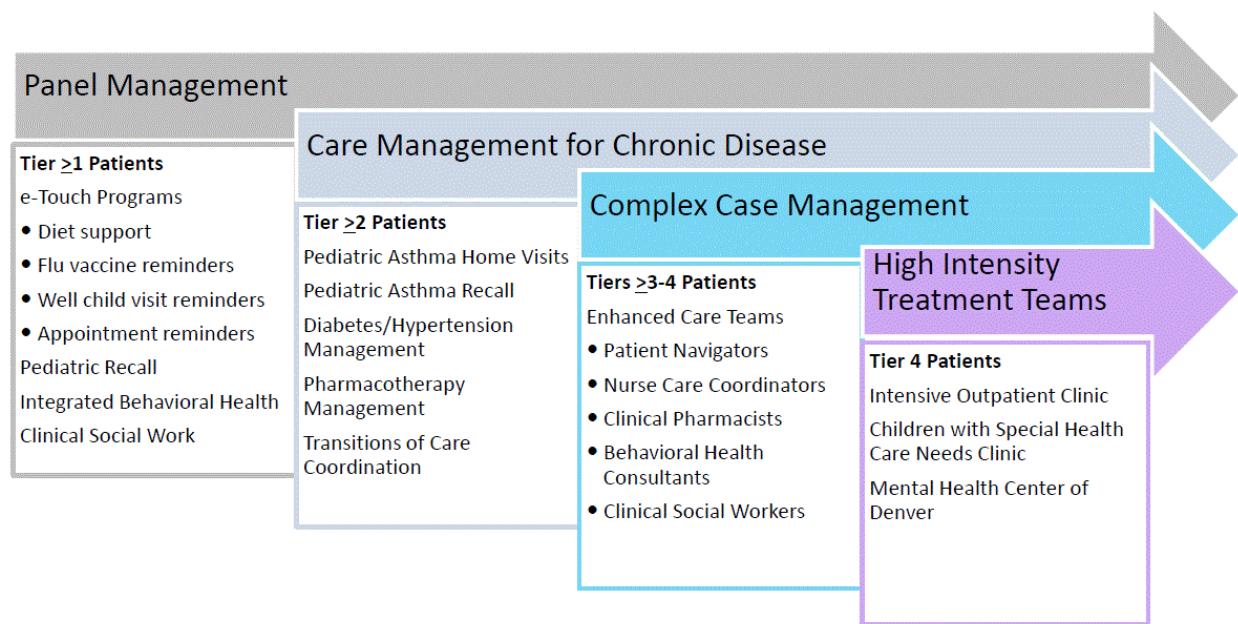 Panel Management
Tier ≥1 Patients
e-Touch Programs
• Diet support
• Flu vaccine reminders
• Well child visit reminders
• Appointment reminders
Pediatric Recall
Integrated Behavioral Health
Clinical Social Work
Care Management for Chronic Disease
Tier ≥2 Patients
Pediatric Asthma Home Visits
Pediatric Asthma Recall
Diabetes/Hypertension
Management
Pharmacotherapy
Management
Transitions of Care
Coordination
Complex Case Management
Tiers ≥3-4 Patients
Enhanced Care Teams
• Patient Navigators
• Nurse Care Coordinators
• Clinical Pharmacists
• Behavioral Health
Consultants
• Clinical Social Workers
High Intensity
Treatment Teams
Tier 4 Patients
Intensive Outpatient Clinic
Children with Special Health
Care Needs Clinic
Mental Health Center of
Denver